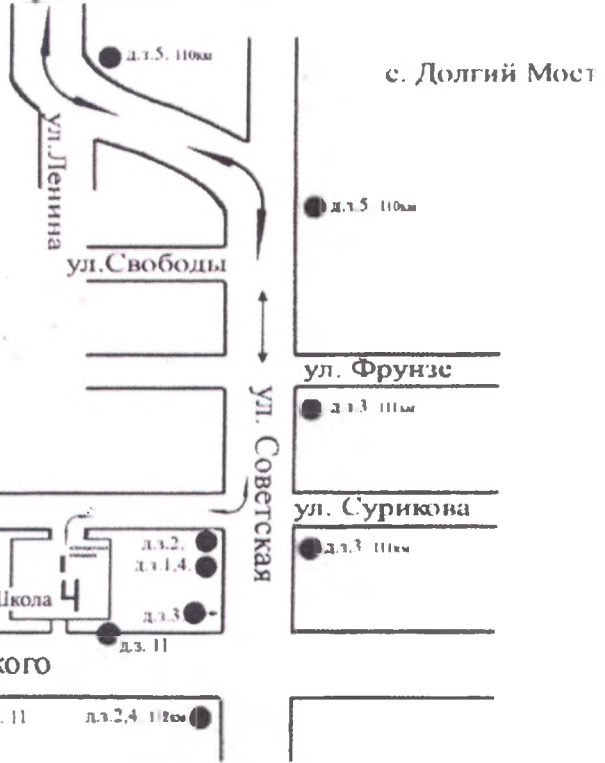 д.з.5. 110км
с. Долгий Мост
ул.Ленина
д.з.5 110км
ул.Свободы
ул. Фрунзе
д.з.3 111км
ул. Советская
ул. Сурикова
д.з.2.
д.з.1,4.
д.з.3 111км
Школа
д.з.3
д.з. 11
кого
. 11
д.з.2,4 112км